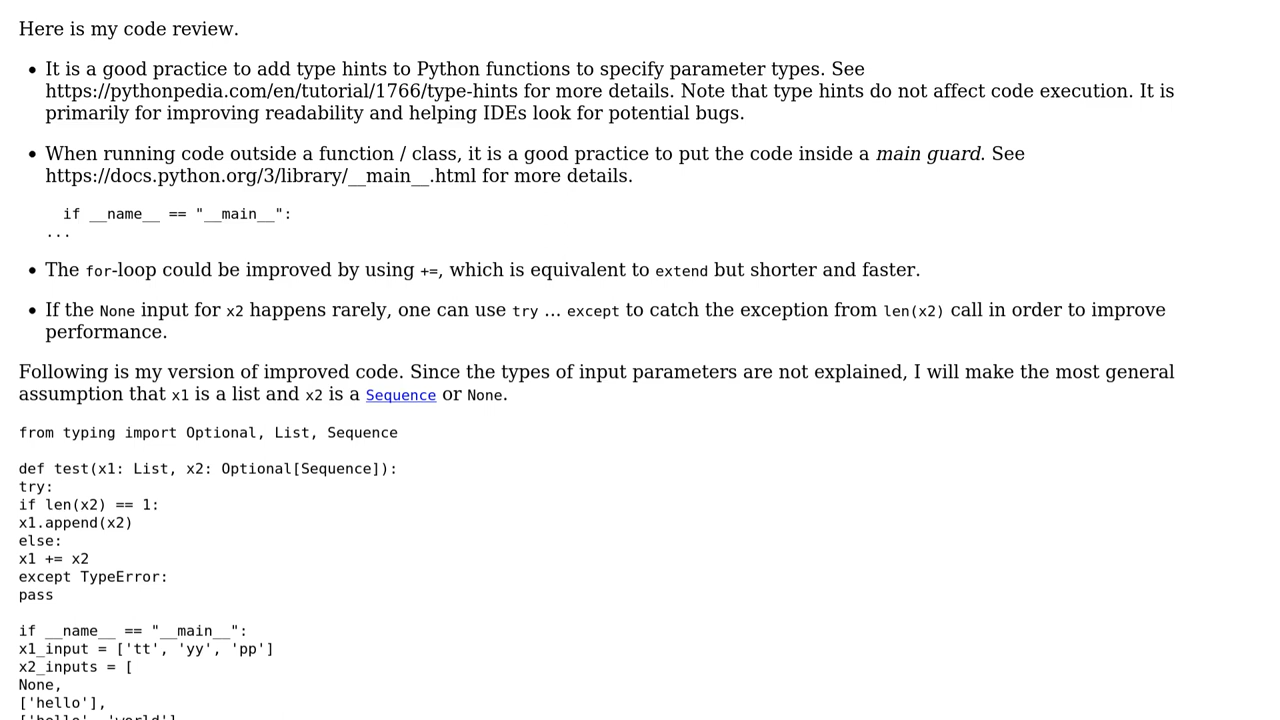 Here is my code review.
• It is a good practice to add type hints to Python functions to specify parameter types. See
https://pythonpedia.com/en/tutorial/1766/type-hints for more details. Note that type hints do not affect code execution. It is
primarily for improving readability and helping IDEs look for potential bugs.
• When running code outside a function / class, it is a good practice to put the code inside a main guard. See
https://docs.python.org/3/library/__main__.html for more details.
if __name__ == "__main__":
...
• The for-loop could be improved by using +=, which is equivalent to extend but shorter and faster.
• If the None input for x2 happens rarely, one can use try ... except to catch the exception from len(x2) call in order to improve
performance.
Following is my version of improved code. Since the types of input parameters are not explained, I will make the most general
assumption that x1 is a list and x2 is a Sequence or None.
from typing import Optional, List, Sequence
def test(x1: List, x2: Optional[Sequence]):
try:
if len(x2) == 1:
x1.append(x2)
else:
x1 += x2
except TypeError:
pass
if __name__ == "__main__":
x1_input = ['tt', 'yy', 'pp']
x2_inputs = [
None,
['hello'],
['hello', 'world']